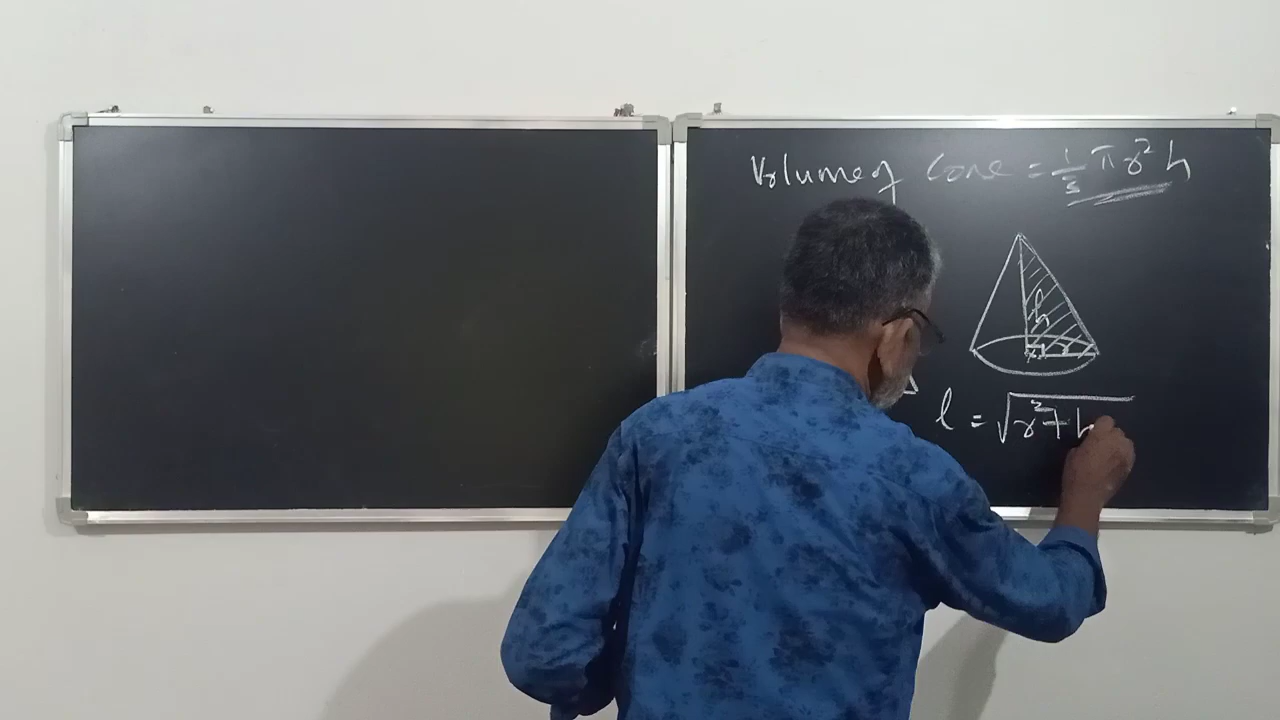 Volume of Cone = 1/3 πr²h
h
r
l = √r²+h